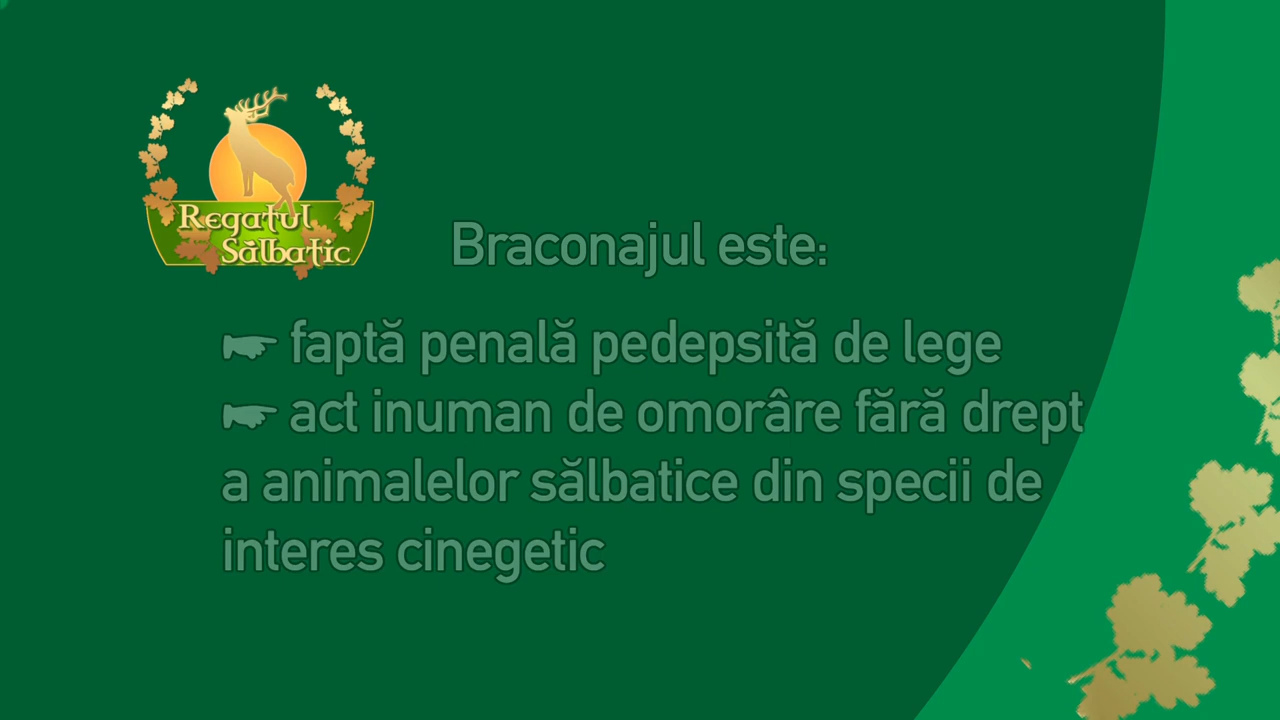 Regatul
Sălbatic
Braconajul este:
☛ faptă penală pedepsită de lege
☛ act inuman de omorâre fără drept
a animalelor sălbatice din specii de
interes cinegetic